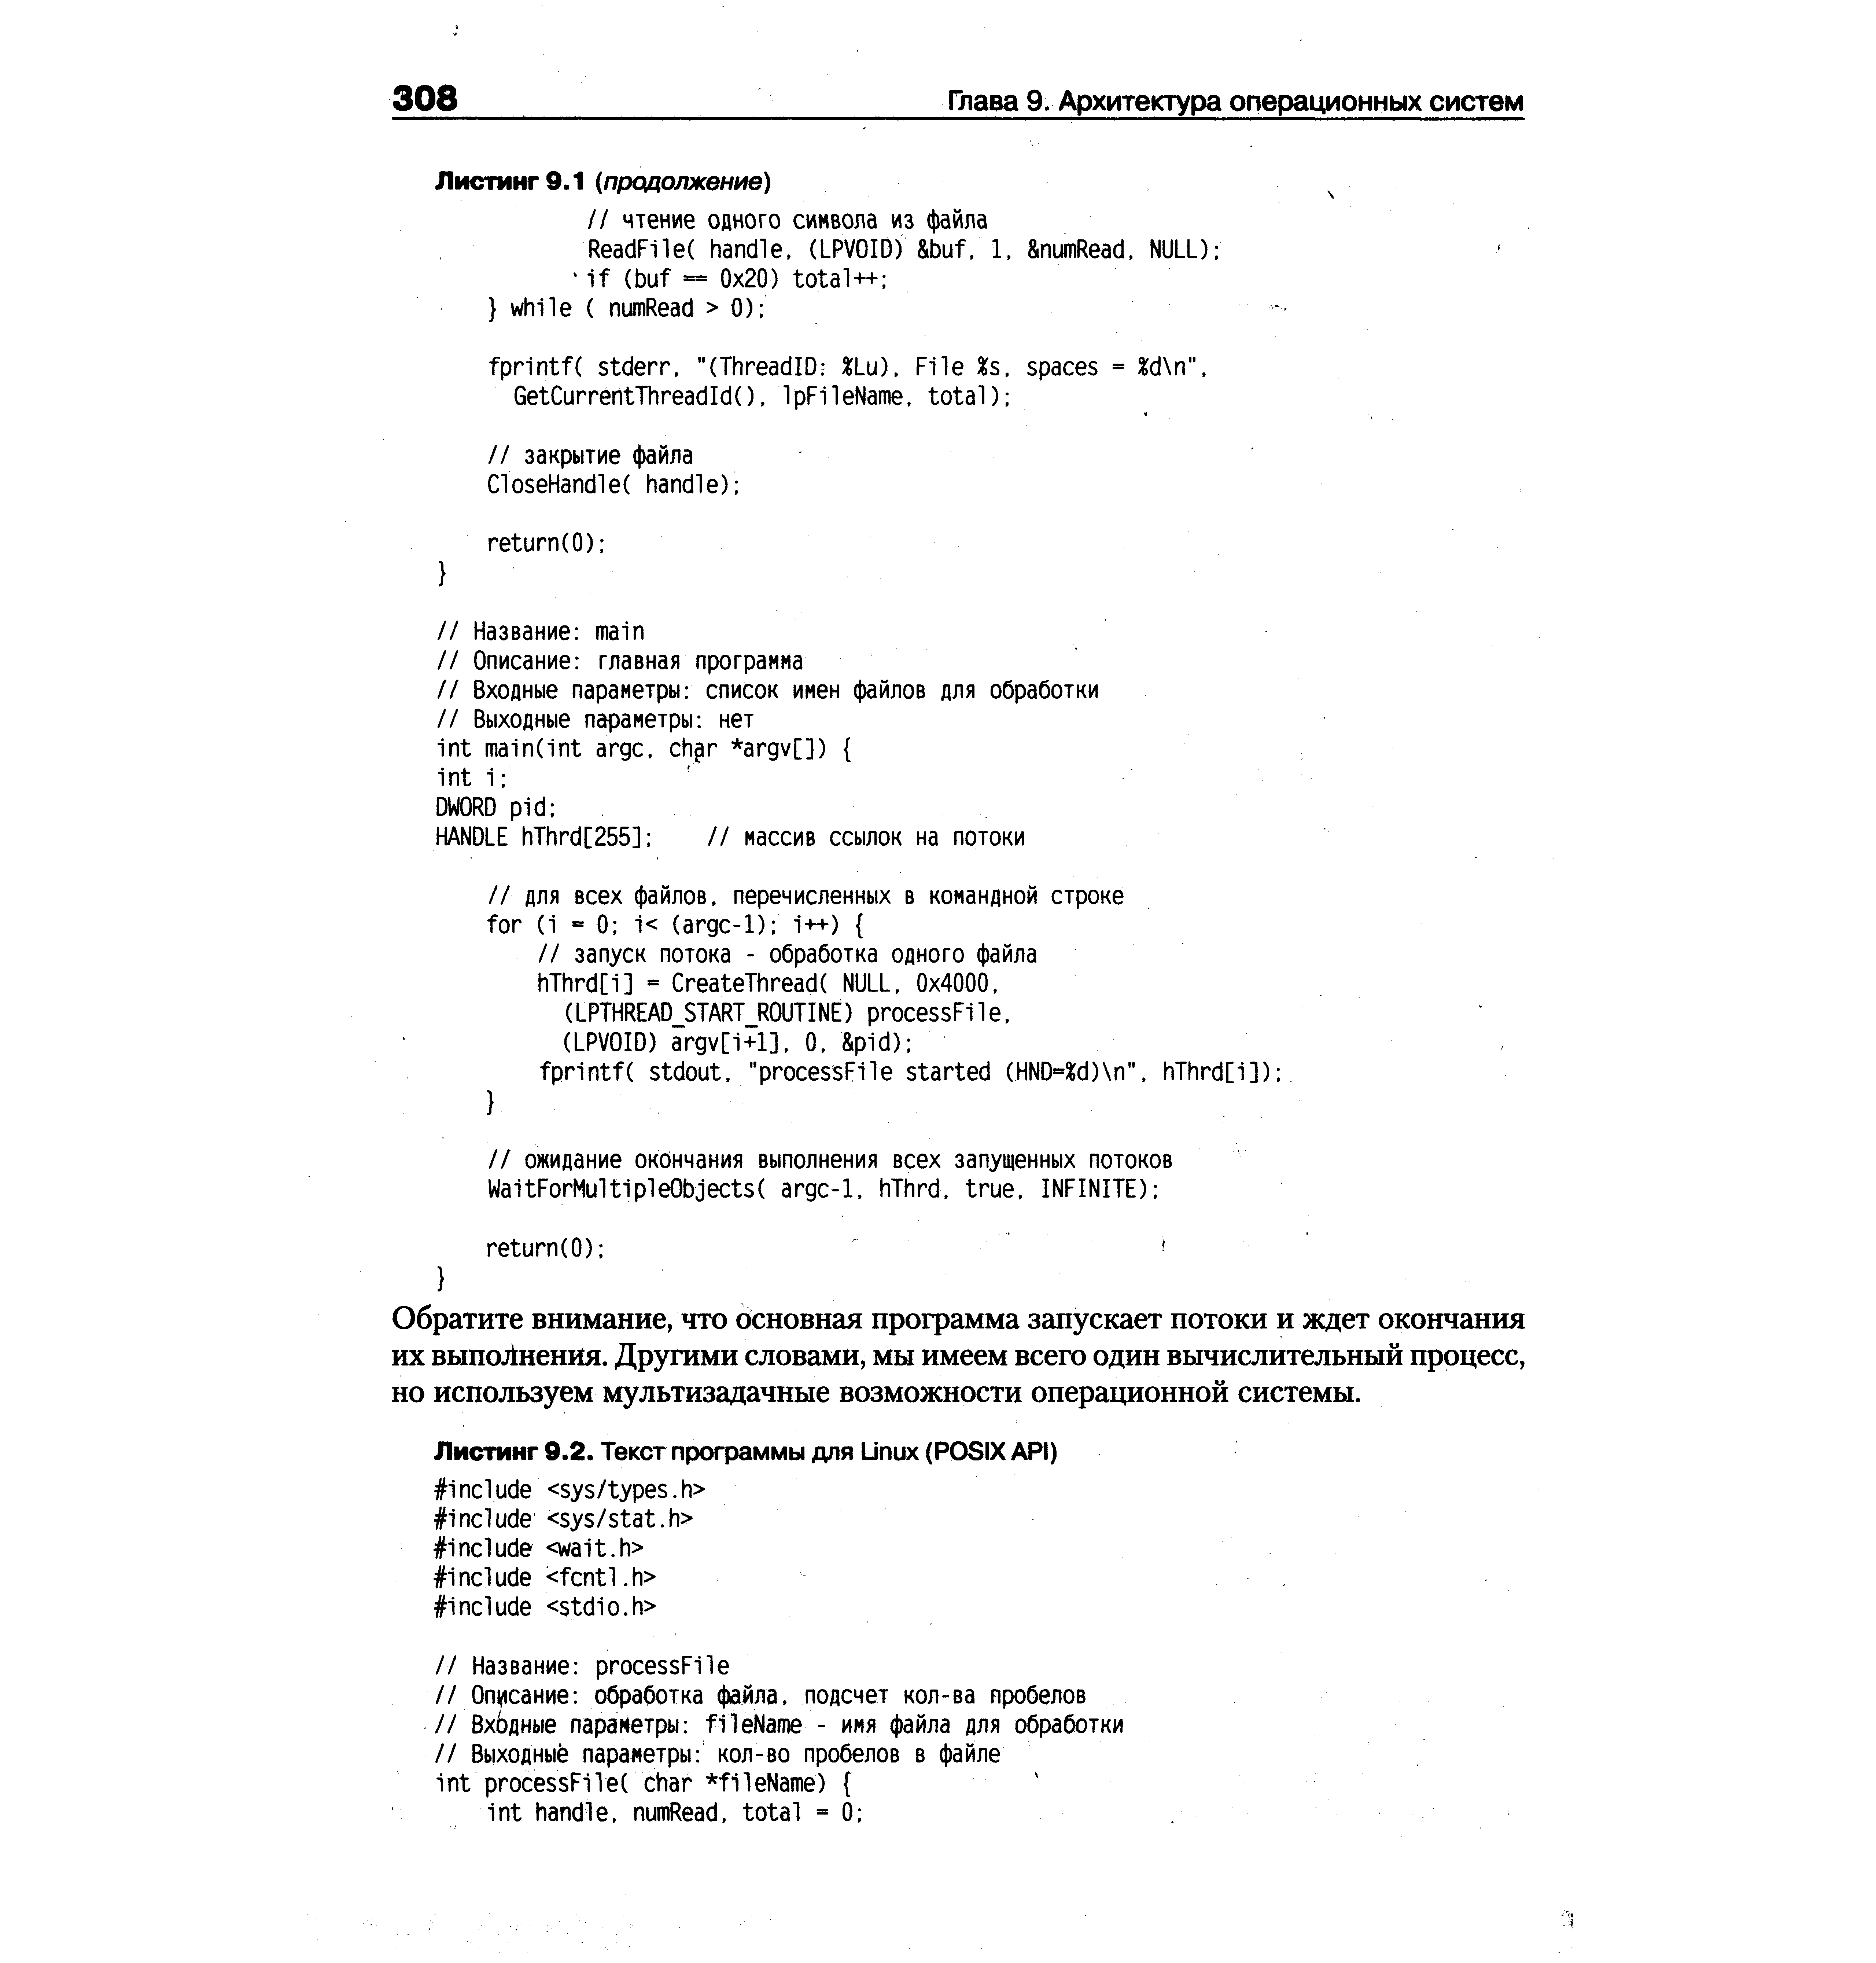 308
Глава 9. Архитектура операционных систем
Листинг 9.1 (продолжение)
// чтение одного символа из файла
ReadFile( handle, (LPVOID) &buf, 1, &numRead, NULL);
if (buf == 0x20) total++;
} while ( numRead > 0);
fprintf( stderr, "(ThreadID: %Lu), File %s, spaces = %d\n",
GetCurrentThreadId(), lpFileName, total);
// закрытие файла
CloseHandle( handle);
return(0);
}
// Название: main
// Описание: главная программа
// Входные параметры: список имен файлов для обработки
// Выходные параметры: нет
int main(int argc, char *argv[]) {
int i;
DWORD pid;
HANDLE hThrd[255]; // массив ссылок на потоки
// для всех файлов, перечисленных в командной строке
for (i = 0; i< (argc-1); i++) {
// запуск потока - обработка одного файла
hThrd[i] = CreateThread( NULL, 0x4000,
(LPTHREAD_START_ROUTINE) processFile,
(LPVOID) argv[i+1], 0, &pid);
fprintf( stdout, "processFile started (HND=%d)\n", hThrd[i]);
}
// ожидание окончания выполнения всех запущенных потоков
WaitForMultipleObjects( argc-1, hThrd, true, INFINITE);
return(0);
}
Обратите внимание, что основная программа запускает потоки и ждет окончания
их выполнения. Другими словами, мы имеем всего один вычислительный процесс,
но используем мультизадачные возможности операционной системы.
Листинг 9.2. Текст программы для Linux (POSIX API)
#include <sys/types.h>
#include <sys/stat.h>
#include <wait.h>
#include <fcntl.h>
#include <stdio.h>
// Название: processFile
// Описание: обработка файла, подсчет кол-ва пробелов
// Входные параметры: fileName - имя файла для обработки
// Выходные параметры: кол-во пробелов в файле
int processFile( char *fileName) {
int handle, numRead, total = 0;